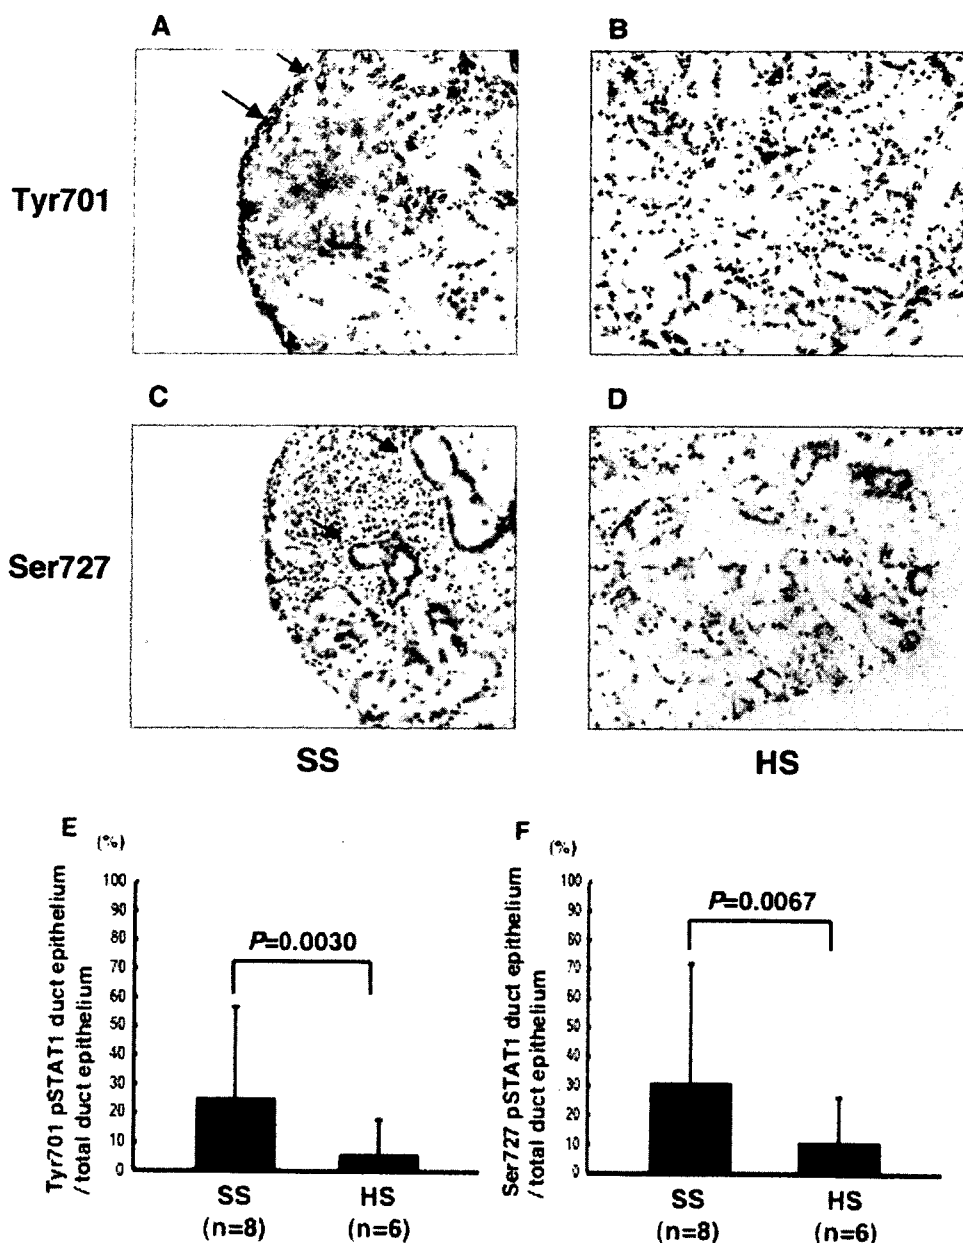 A
B
Tyr701
C
D
Ser727
SS
HS
E
(%)
Tyr701 pSTAT1 duct epithelium
/ total duct epithelium
100
90
80
70
60
50
40
30
20
10
0
P=0.0030
SS
HS
(n=8)
(n=6)
F
(%)
Ser727 pSTAT1 duct epithelium
/ total duct epithelium
100
90
80
70
60
50
40
30
20
10
0
P=0.0067
SS
HS
(n=8)
(n=6)